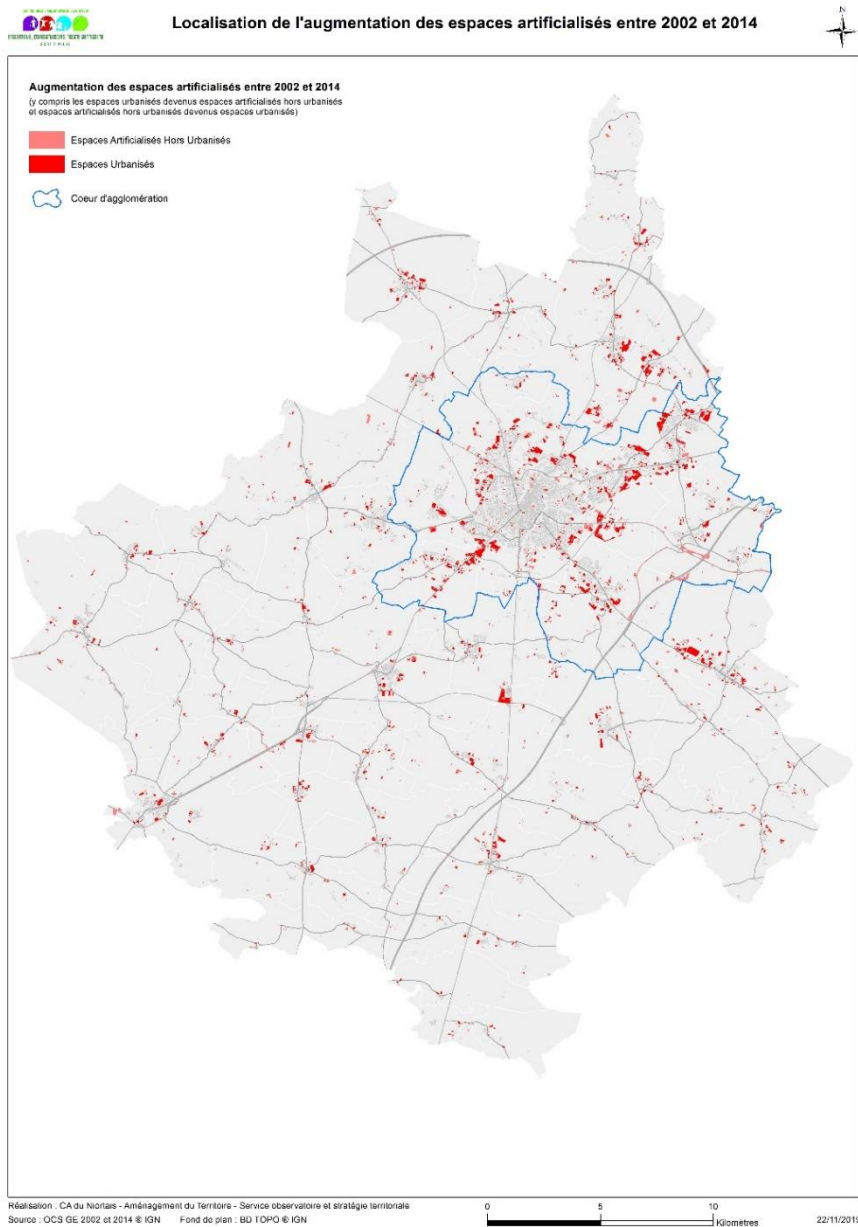 Localisation de l'augmentation des espaces artificialisés entre 2002 et 2014
N
Augmentation des espaces artificialisés entre 2002 et 2014
(y compris les espaces urbanisés devenus espaces artificialisés hors urbanisés
et espaces artificialisés hors urbanisés devenus espaces urbanisés)
Espaces Artificialisés Hors Urbanisés
Espaces Urbanisés
Coeur d'agglomération
Réalisation : CA du Niortais - Aménagement du Territoire - Service observatoire et stratégie territoriale
Source : OCS GE 2002 et 2014 © IGN Fond de plan : BD TOPO © IGN
0 5 10
Kilomètres
22/11/2019